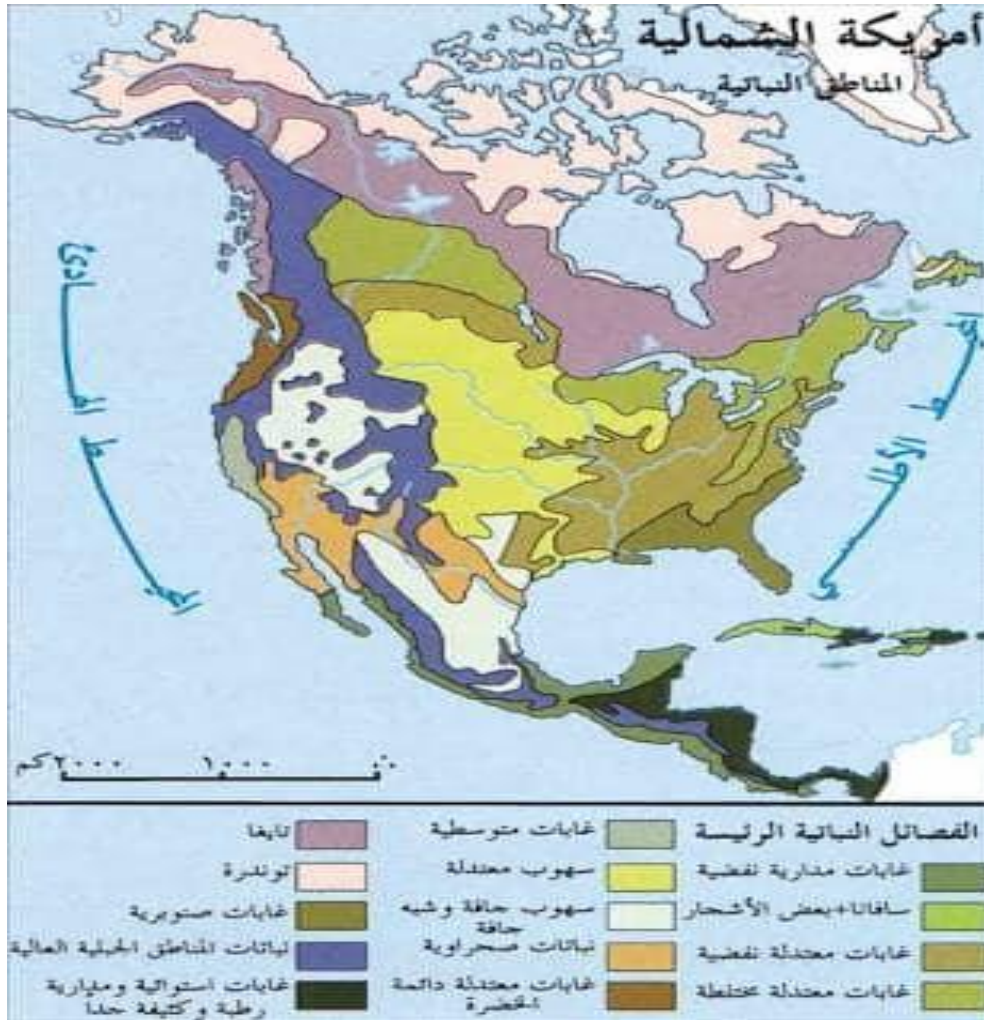 أمريكة الشمالية
المناطق النباتية
المحيط الهادئ
المحيط الأطلسي
٢٠٠٠كم ١٠٠٠ ٠
الفصائل النباتية الرئيسة
غابات مدارية نفضية
سافانا+بعض الأشجار
غابات معتدلة نفضية
غابات معتدلة مختلطة
غابات متوسطية
سهوب معتدلة
سهوب جافة وشبه
جافة
نباتات صحراوية
غابات معتدلة دائمة
الخضرة
تايغا
توندرة
غابات صنوبرية
نباتات المناطق الجبلية العالية
غابات استوائية ومدارية
رطبة وكثيفة جداً